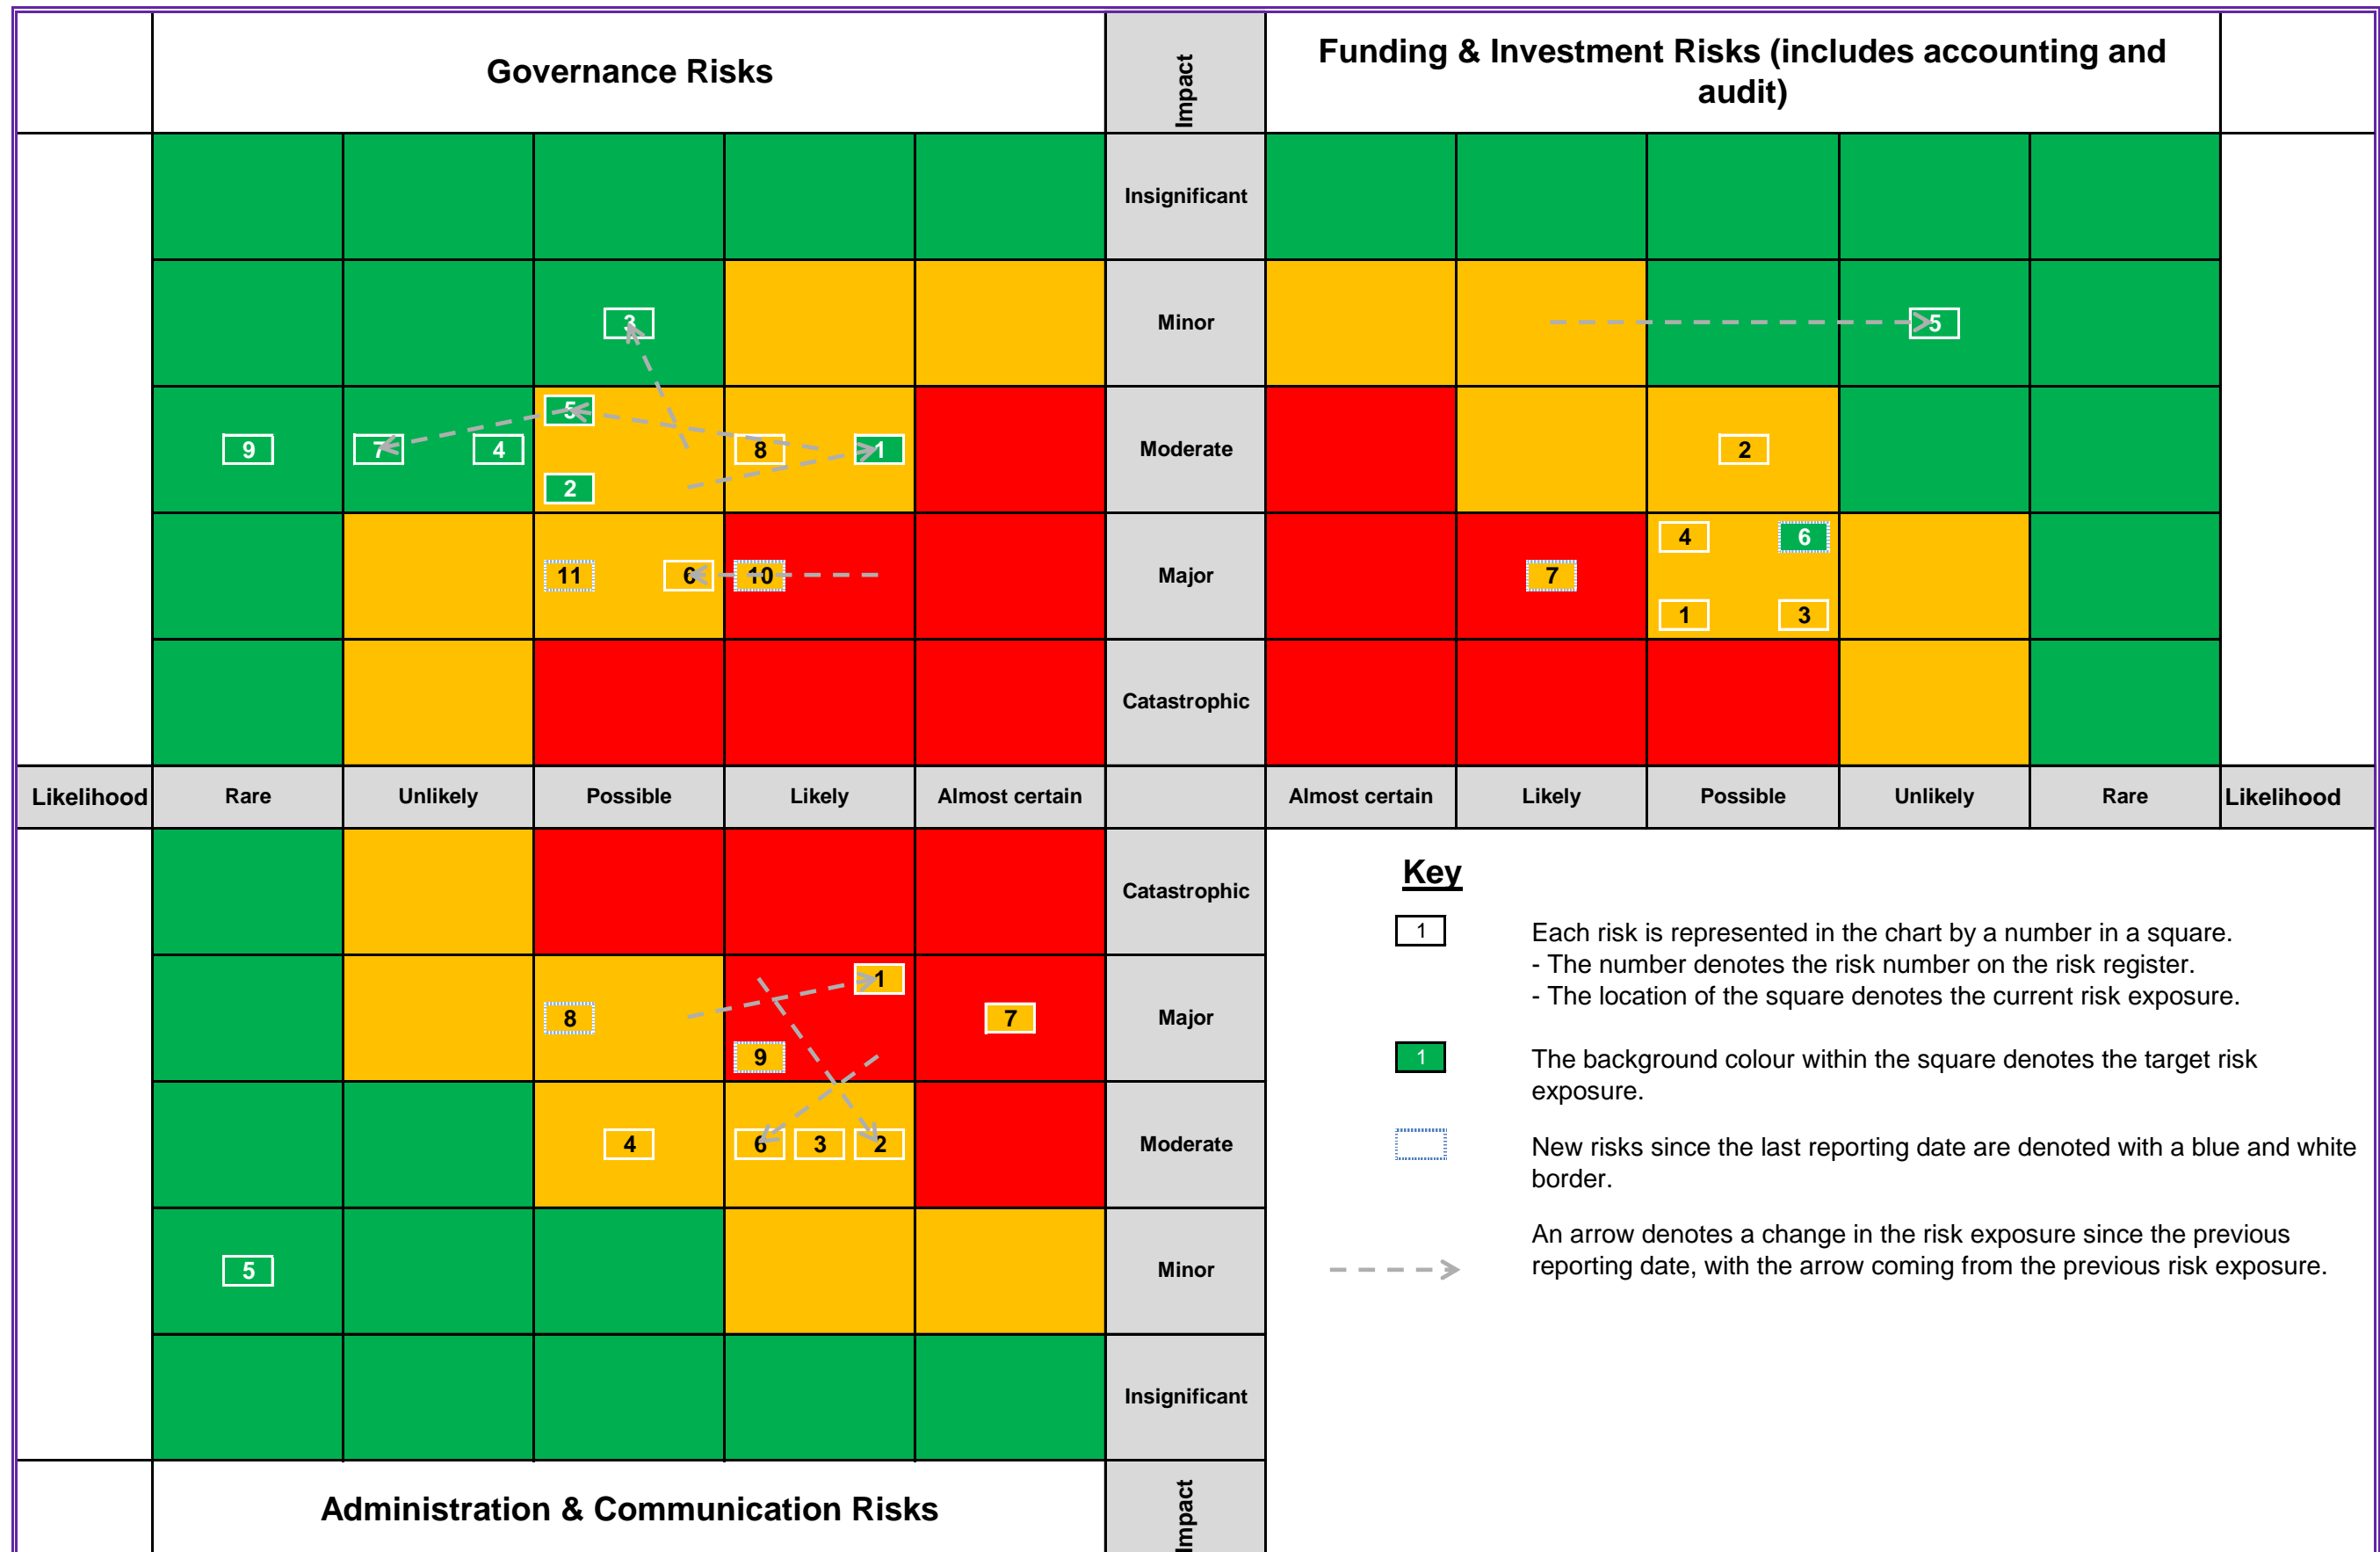 Governance Risks
Impact
Funding & Investment Risks (includes accounting and
audit)
Insignificant
3
Minor
5
9
7
4
5
2
8
1
Moderate
2
11
6
10
Major
7
4
6
1
3
Catastrophic
Likelihood
Rare
Unlikely
Possible
Likely
Almost certain
Almost certain
Likely
Possible
Unlikely
Rare
Likelihood
Catastrophic
8
1
9
7
Major
4
6
3
2
Moderate
5
Minor
Insignificant
Administration & Communication Risks
Impact
Key
1
Each risk is represented in the chart by a number in a square.
- The number denotes the risk number on the risk register.
- The location of the square denotes the current risk exposure.
1
The background colour within the square denotes the target risk
exposure.
New risks since the last reporting date are denoted with a blue and white
border.
An arrow denotes a change in the risk exposure since the previous
reporting date, with the arrow coming from the previous risk exposure.